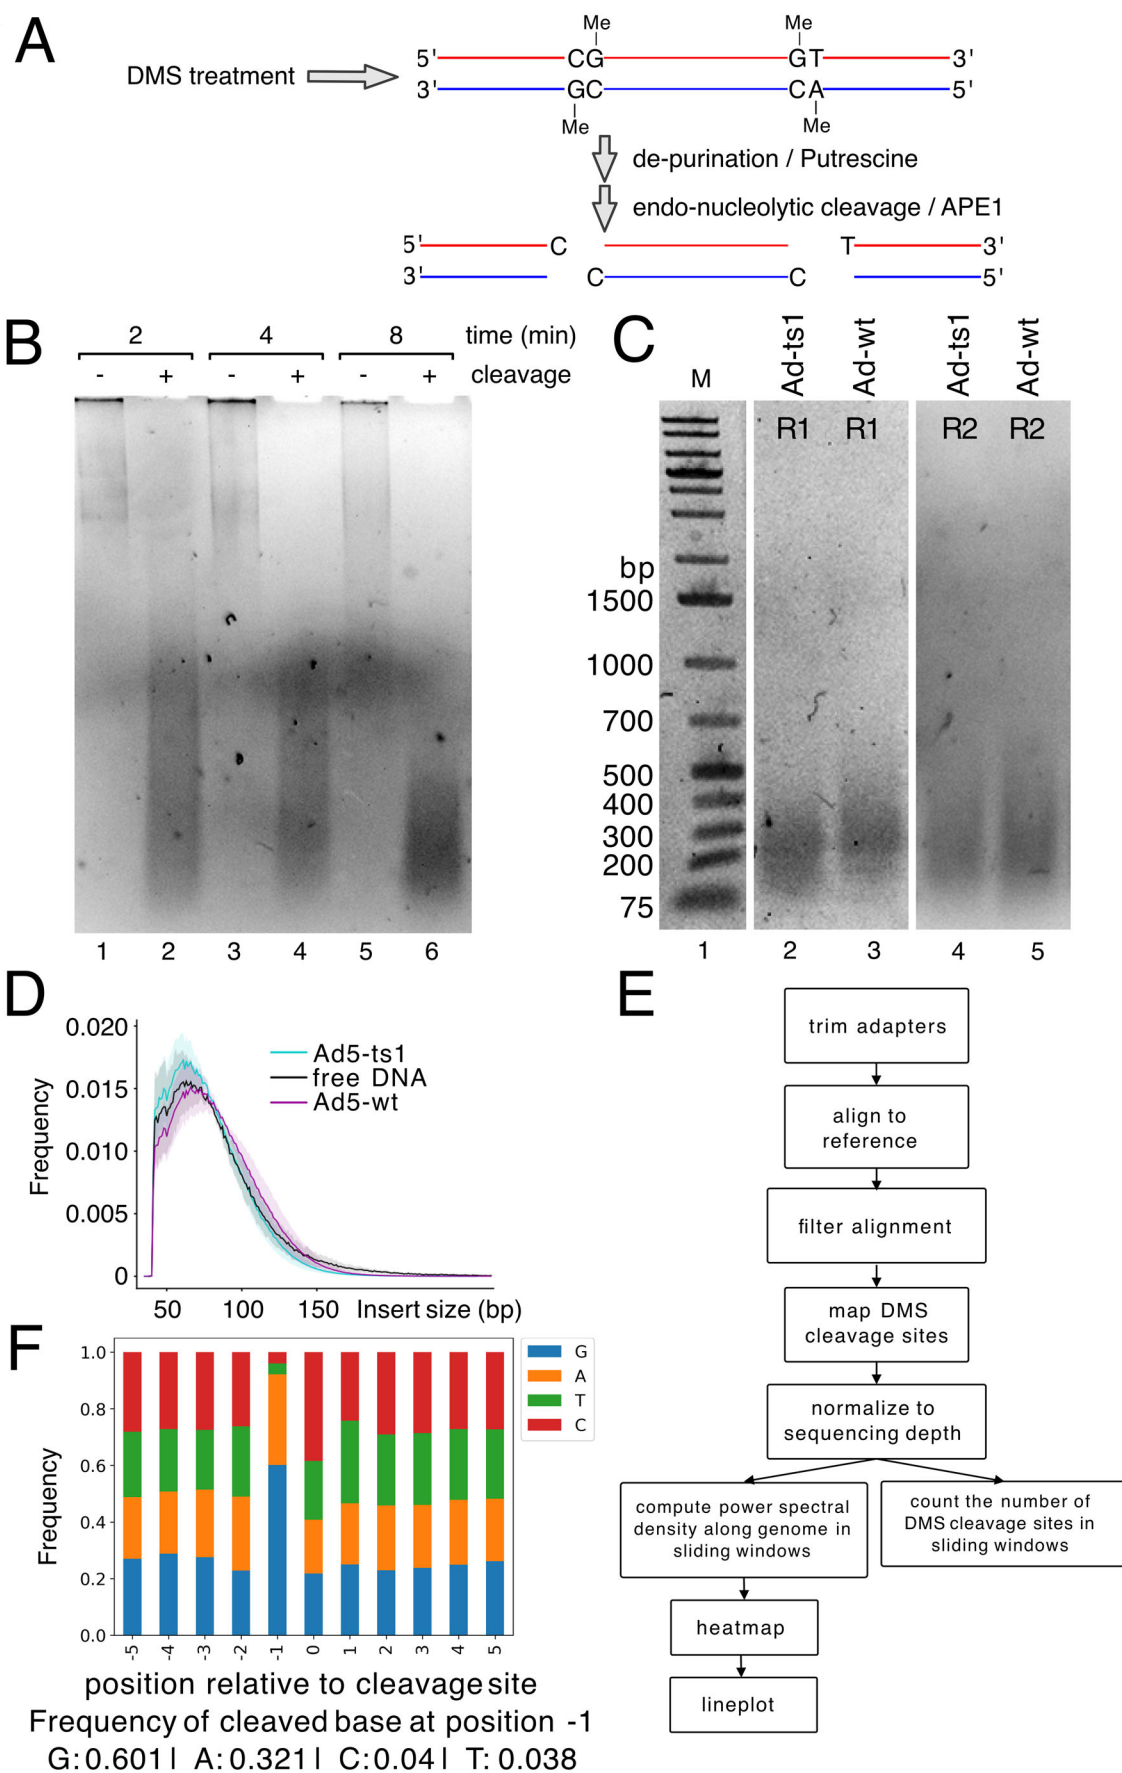 A
Me Me
DMS treatment
5' CG GT 3'
3' GC CA 5'
Me Me
de-purination / Putrescine
endo-nucleolytic cleavage / APE1
5' C T 3'
3' C C 5'
B
2 4 8 time (min)
- + - + - + cleavage
1 2 3 4 5 6
C
M Ad-ts1 Ad-wt Ad-ts1 Ad-wt
R1 R1 R2 R2
bp
1500
1000
700
500
400
300
200
75
1 2 3 4 5
D
Frequency
0.020
0.015
0.010
0.005
0
Ad5-ts1
free DNA
Ad5-wt
50 100 150 Insert size (bp)
E
trim adapters
align to
reference
filter alignment
map DMS
cleavage sites
normalize to
sequencing depth
compute power spectral
density along genome in
sliding windows
count the number of
DMS cleavage sites in
sliding windows
heatmap
lineplot
F
Frequency
1.0
0.8
0.6
0.4
0.2
0.0
G
A
T
C
-5 -4 -3 -2 -1 0 1 2 3 4 5
position relative to cleavage site
Frequency of cleaved base at position -1
G: 0.601 | A: 0.321 | C: 0.04 | T: 0.038